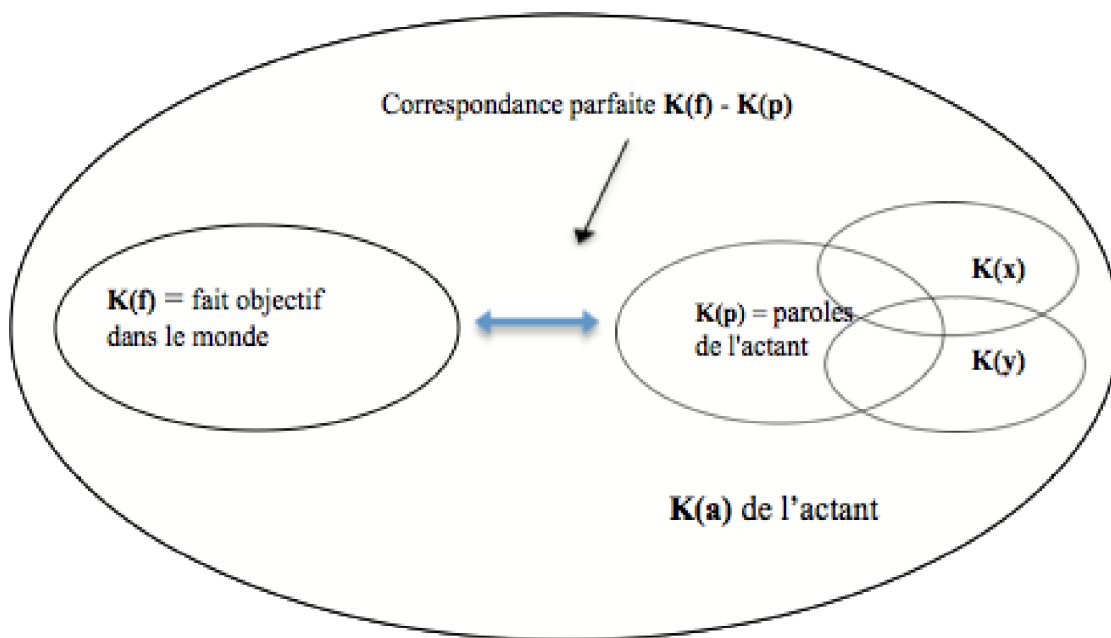 Correspondance parfaite K(f) - K(p)
K(f) = fait objectif
dans le monde
K(p) = paroles
de l'actant
K(x)
K(y)
K(a) de l’actant